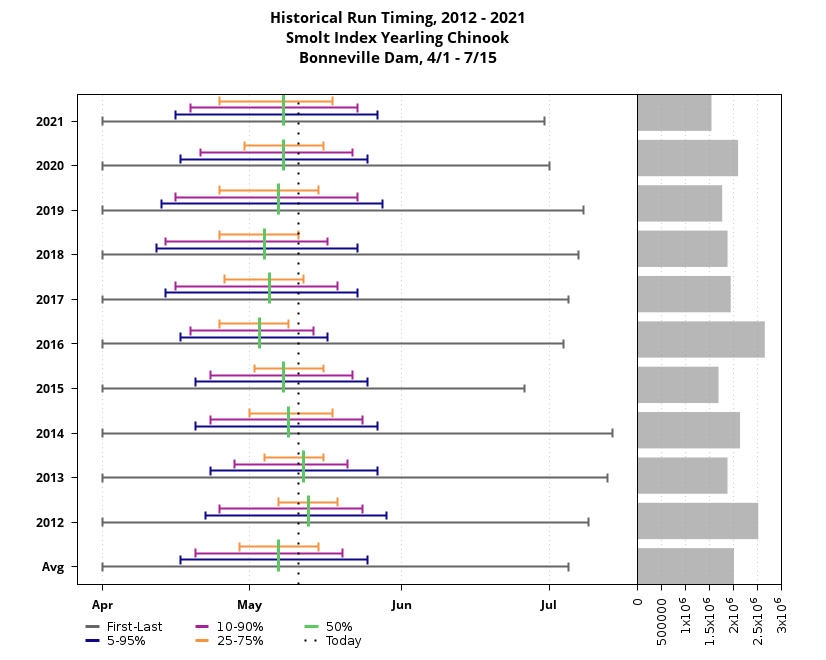 Historical Run Timing, 2012 - 2021
Smolt Index Yearling Chinook
Bonneville Dam, 4/1 - 7/15
2021
2020
2019
2018
2017
2016
2015
2014
2013
2012
Avg
Apr May Jun Jul
0 500000 1x10⁶ 1.5x10⁶ 2x10⁶ 2.5x10⁶ 3x10⁶
First-Last 10-90% 50%
5-95% 25-75% Today